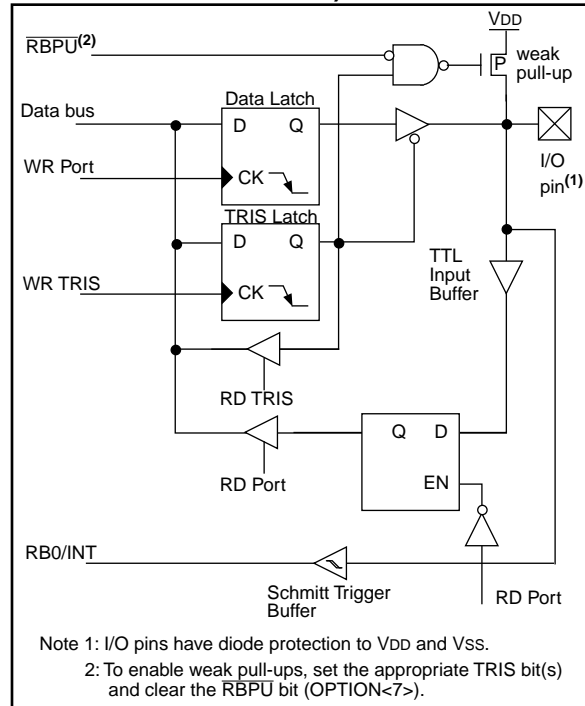 VDD
RBPU(2)
P
weak
pull-up
Data Latch
Data bus
D Q
WR Port
CK
I/O
pin(1)
TRIS Latch
D Q
TTL
Input
Buffer
WR TRIS
CK
RD TRIS
Q D
RD Port
EN
RB0/INT
Schmitt Trigger
Buffer
RD Port
Note 1: I/O pins have diode protection to VDD and VSS.
2: To enable weak pull-ups, set the appropriate TRIS bit(s)
and clear the RBPU bit (OPTION<7>).